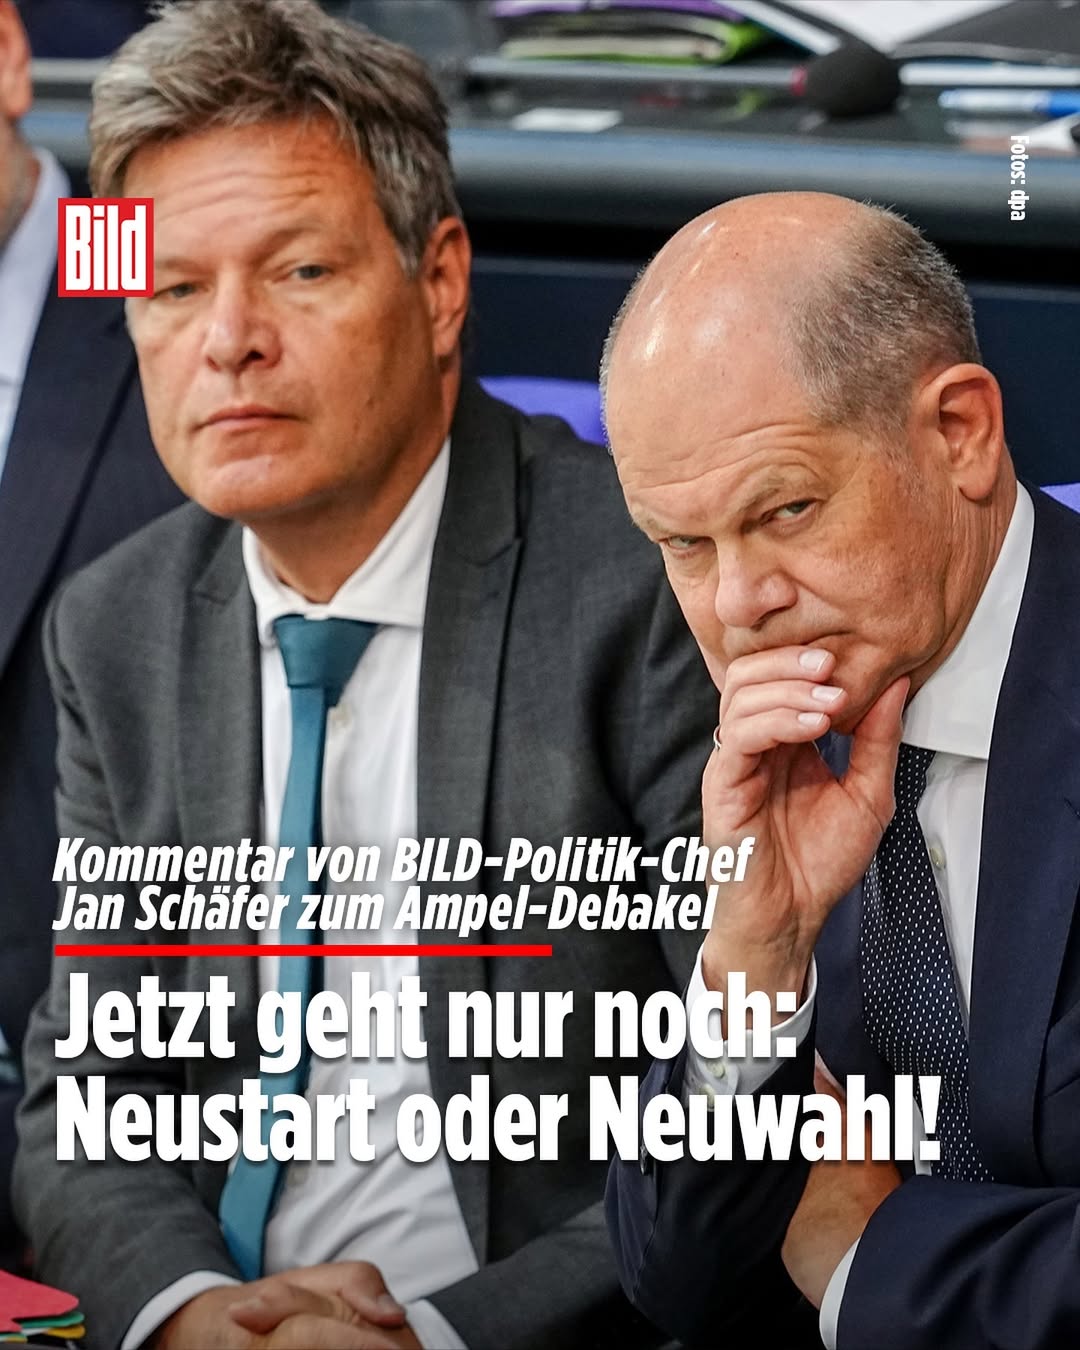 Fotos: dpa
Bild
Kommentar von BILD-Politik-Chef
Jan Schäfer zum Ampel-Debakel
Jetzt geht nur noch:
Neustart oder Neuwahl!